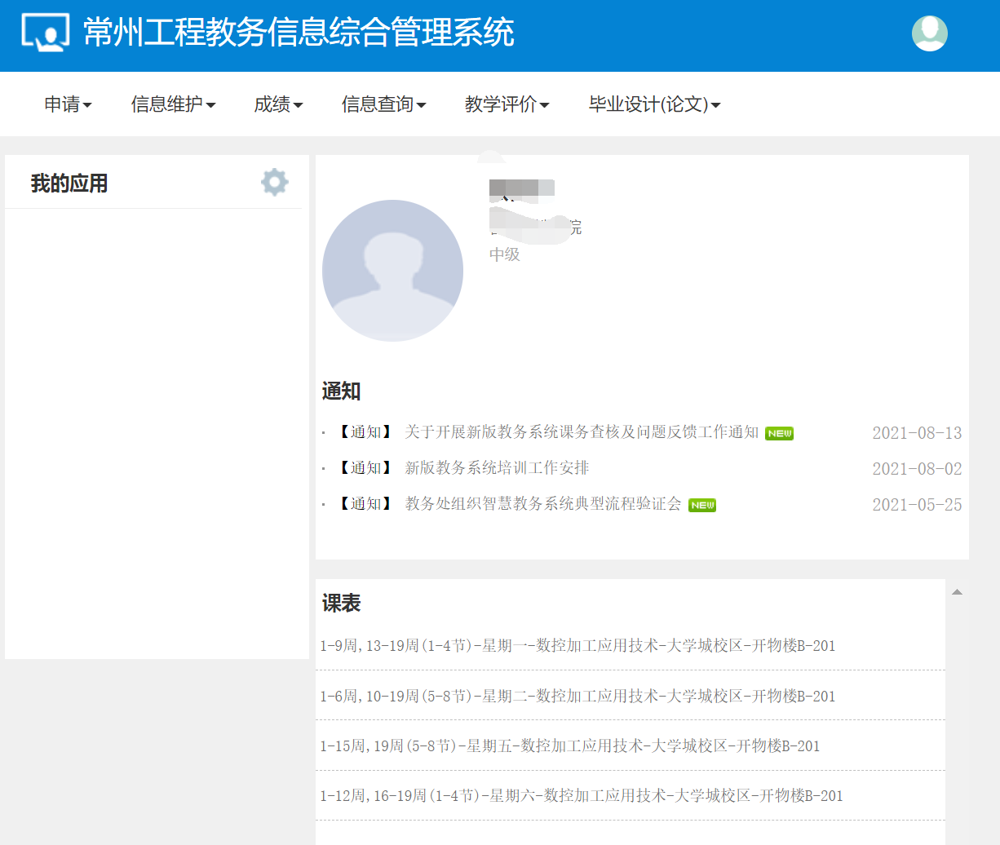 常州工程教务信息综合管理系统
申请 信息维护 成绩 信息查询 教学评价 毕业设计(论文)
我的应用
院
中级
通知
【通知】 关于开展新版教务系统课务查核及问题反馈工作通知 NEW 2021-08-13
【通知】 新版教务系统培训工作安排 2021-08-02
【通知】 教务处组织智慧教务系统典型流程验证会 NEW 2021-05-25
课表
1-9周,13-19周(1-4节)-星期一-数控加工应用技术-大学城校区-开物楼B-201
1-6周,10-19周(5-8节)-星期二-数控加工应用技术-大学城校区-开物楼B-201
1-15周,19周(5-8节)-星期五-数控加工应用技术-大学城校区-开物楼B-201
1-12周,16-19周(1-4节)-星期六-数控加工应用技术-大学城校区-开物楼B-201